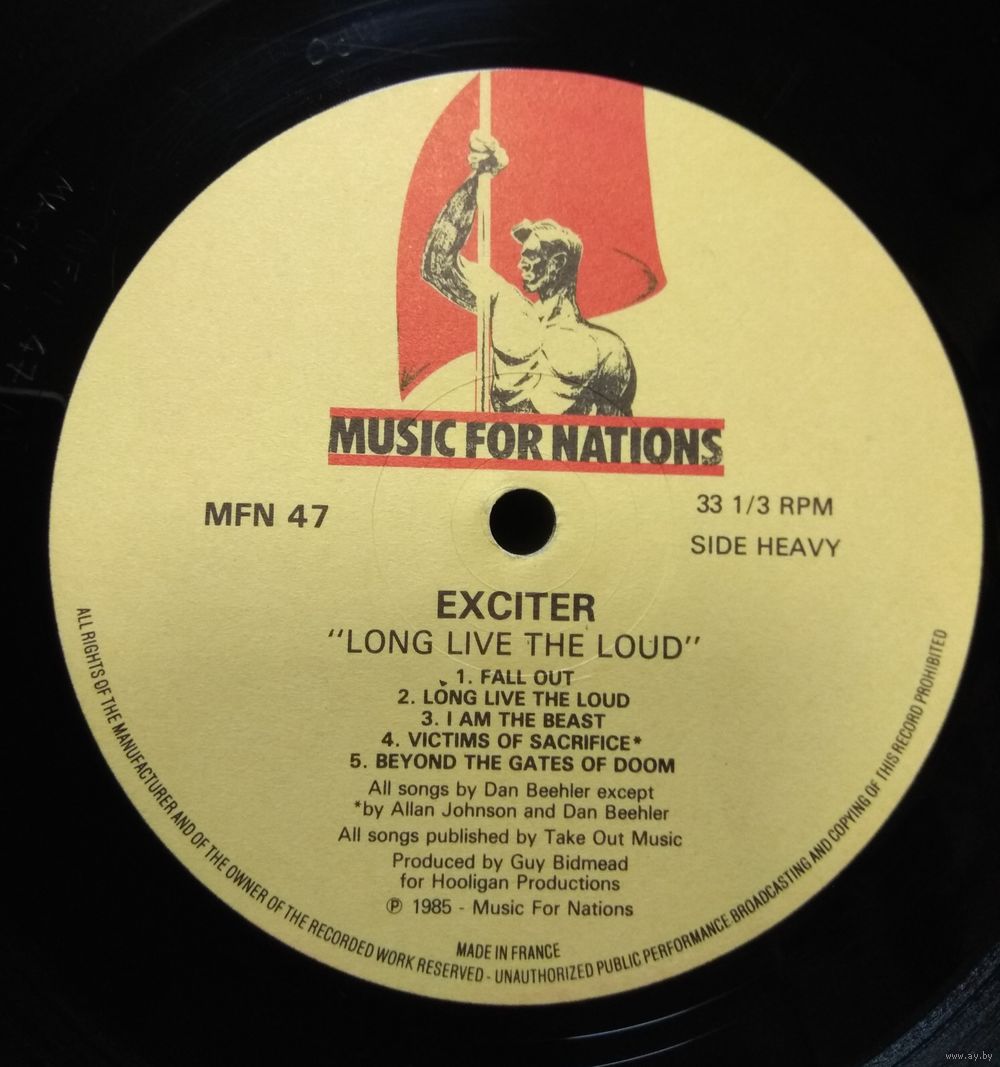 MUSIC FOR NATIONS
MFN 47
33 1/3 RPM
SIDE HEAVY
EXCITER
"LONG LIVE THE LOUD"
1. FALL OUT
2. LONG LIVE THE LOUD
3. I AM THE BEAST
4. VICTIMS OF SACRIFICE*
5. BEYOND THE GATES OF DOOM
All songs by Dan Beehler except
*by Allan Johnson and Dan Beehler
All songs published by Take Out Music
Produced by Guy Bidmead
for Hooligan Productions
℗ 1985 - Music For Nations
MADE IN FRANCE
ALL RIGHTS OF THE MANUFACTURER AND OF THE OWNER OF THE RECORDED WORK RESERVED - UNAUTHORIZED PUBLIC PERFORMANCE BROADCASTING AND COPYING OF THIS RECORD PROHIBITED
www.ay.by